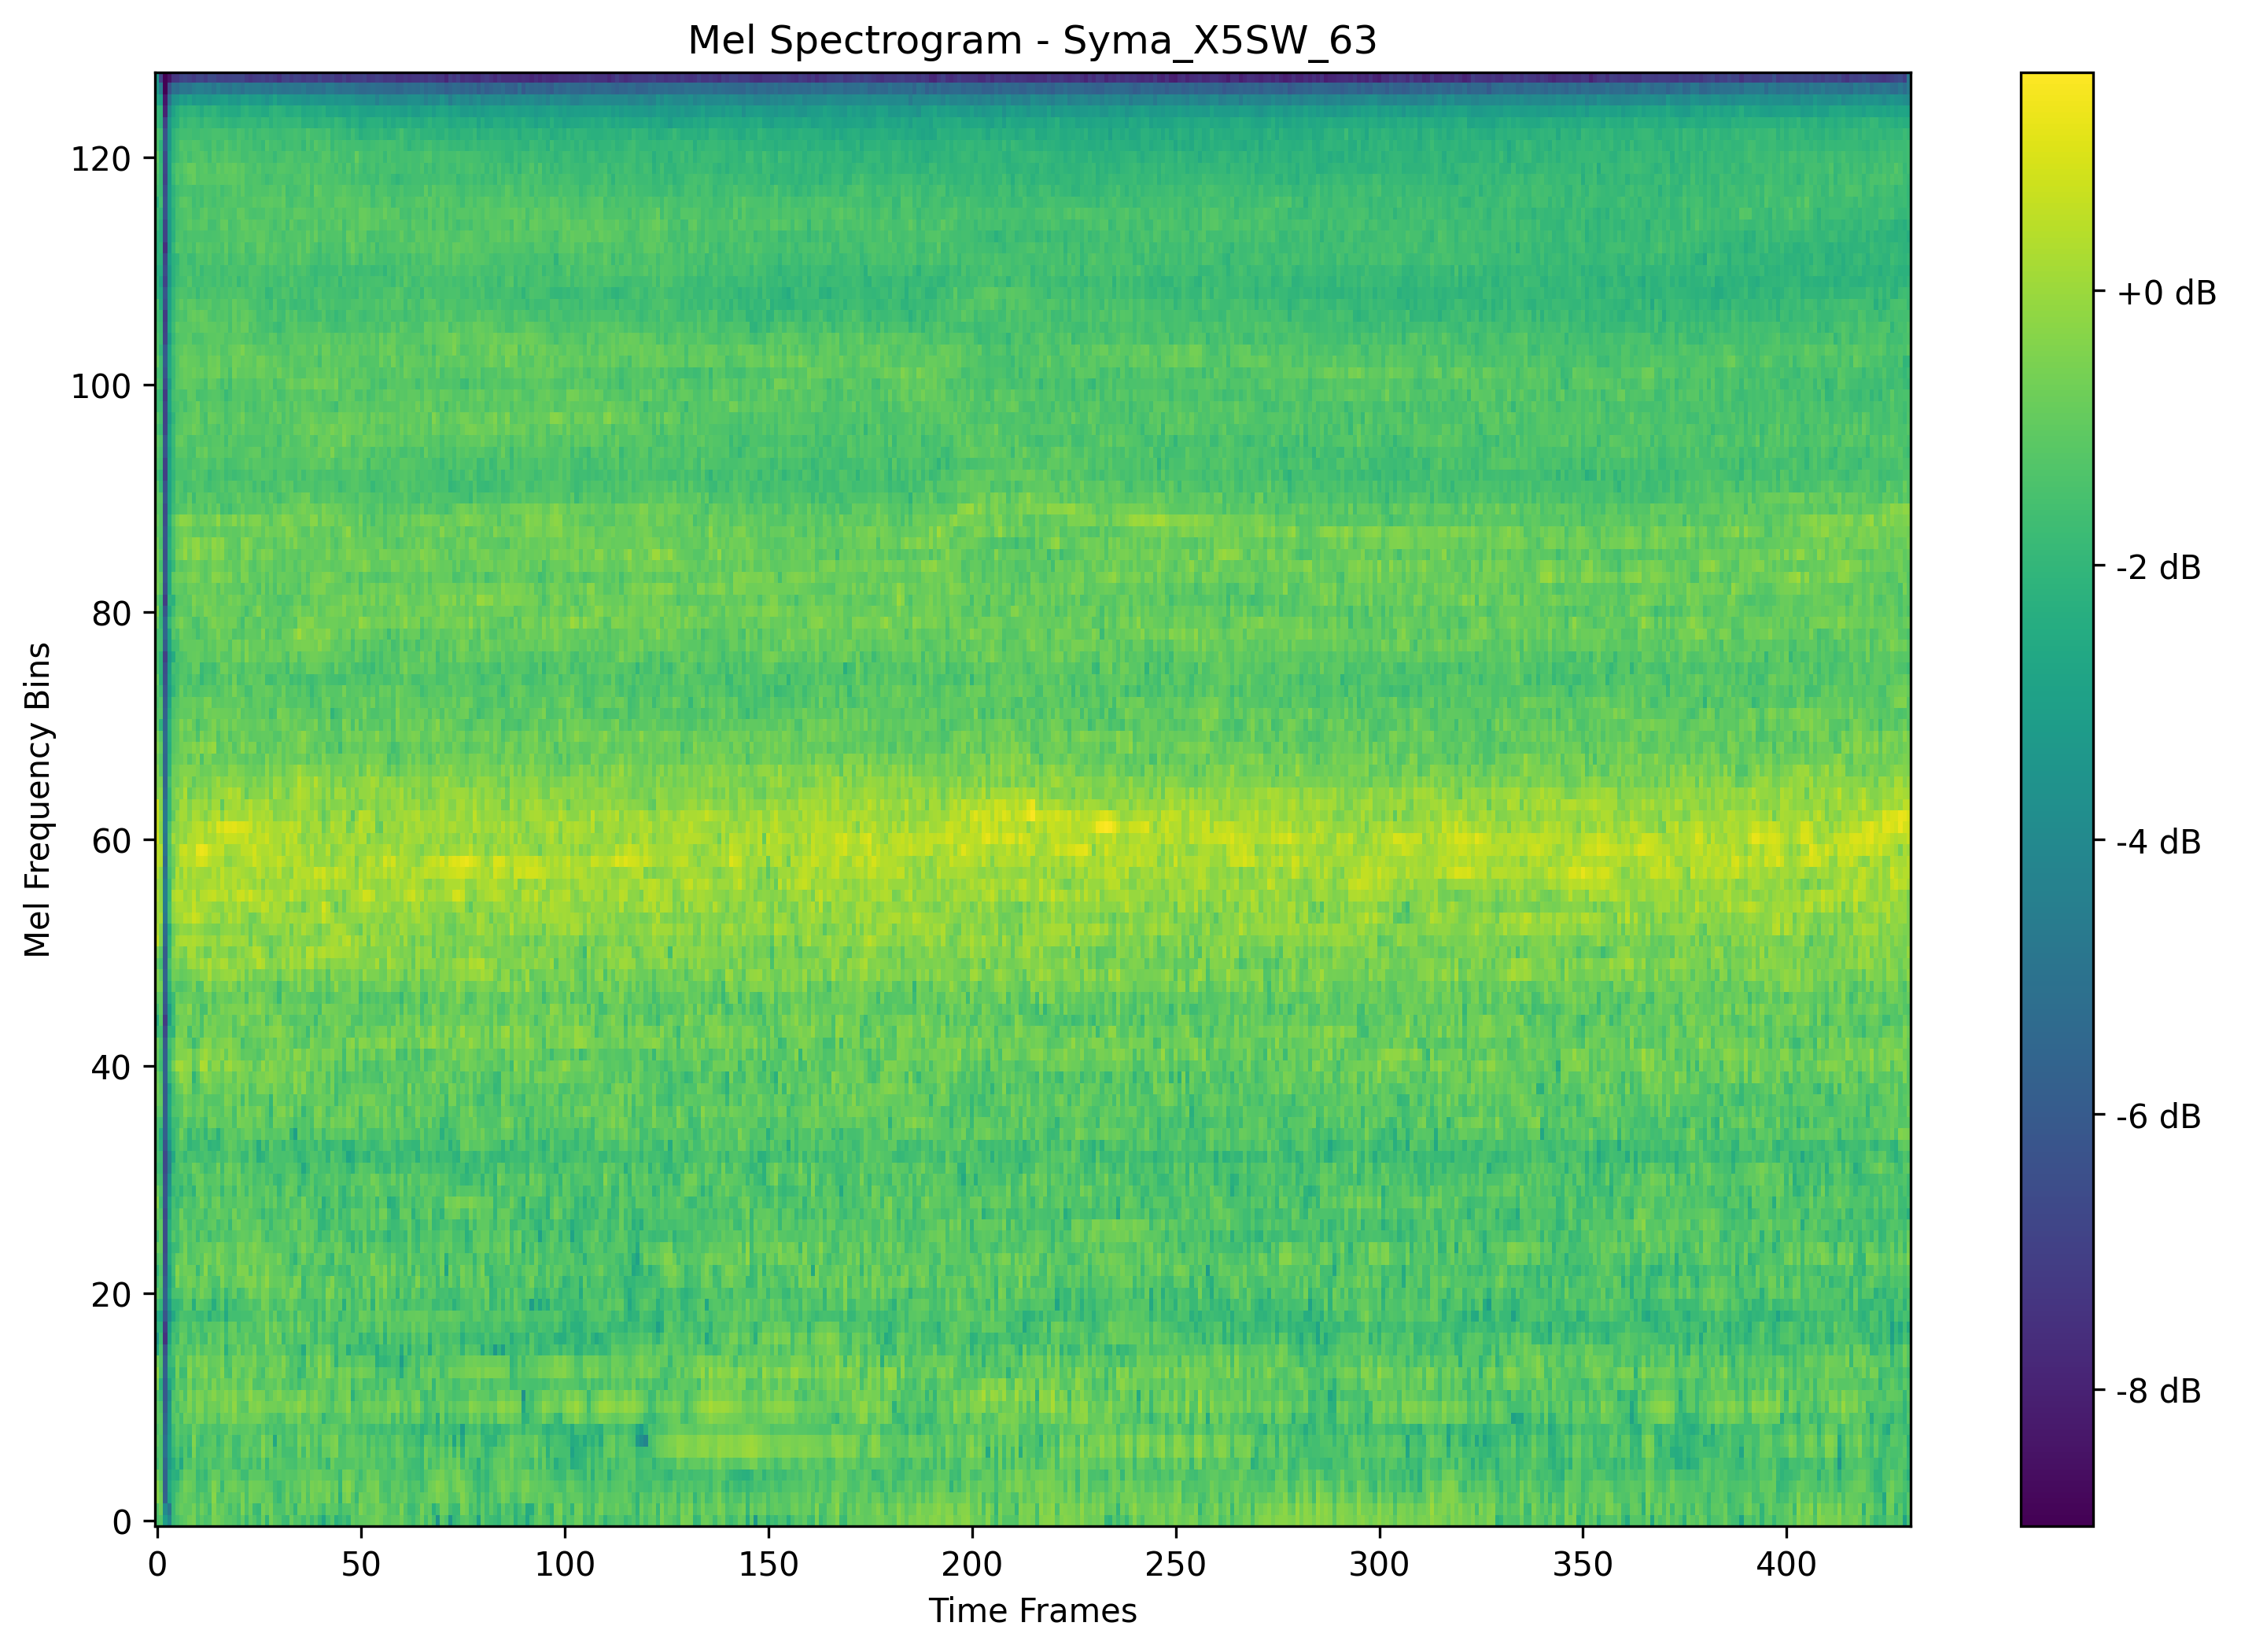 Mel Spectrogram - Syma_X5SW_63
120
100
80
60
40
20
0
Mel Frequency Bins
0 50 100 150 200 250 300 350 400
Time Frames
+0 dB
-2 dB
-4 dB
-6 dB
-8 dB